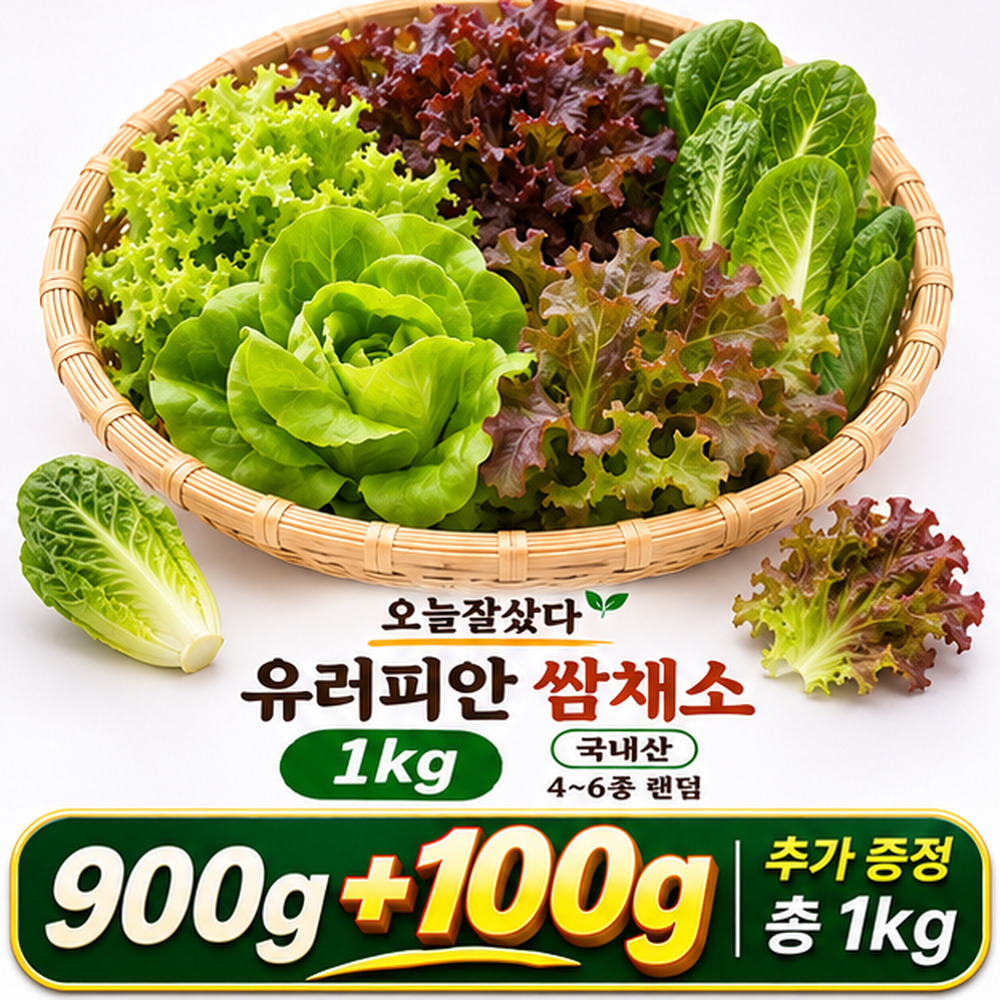 오늘잘샀다
유러피안 쌈채소
1kg
국내산
4~6종 랜덤
900g+100g
추가 증정
총 1kg